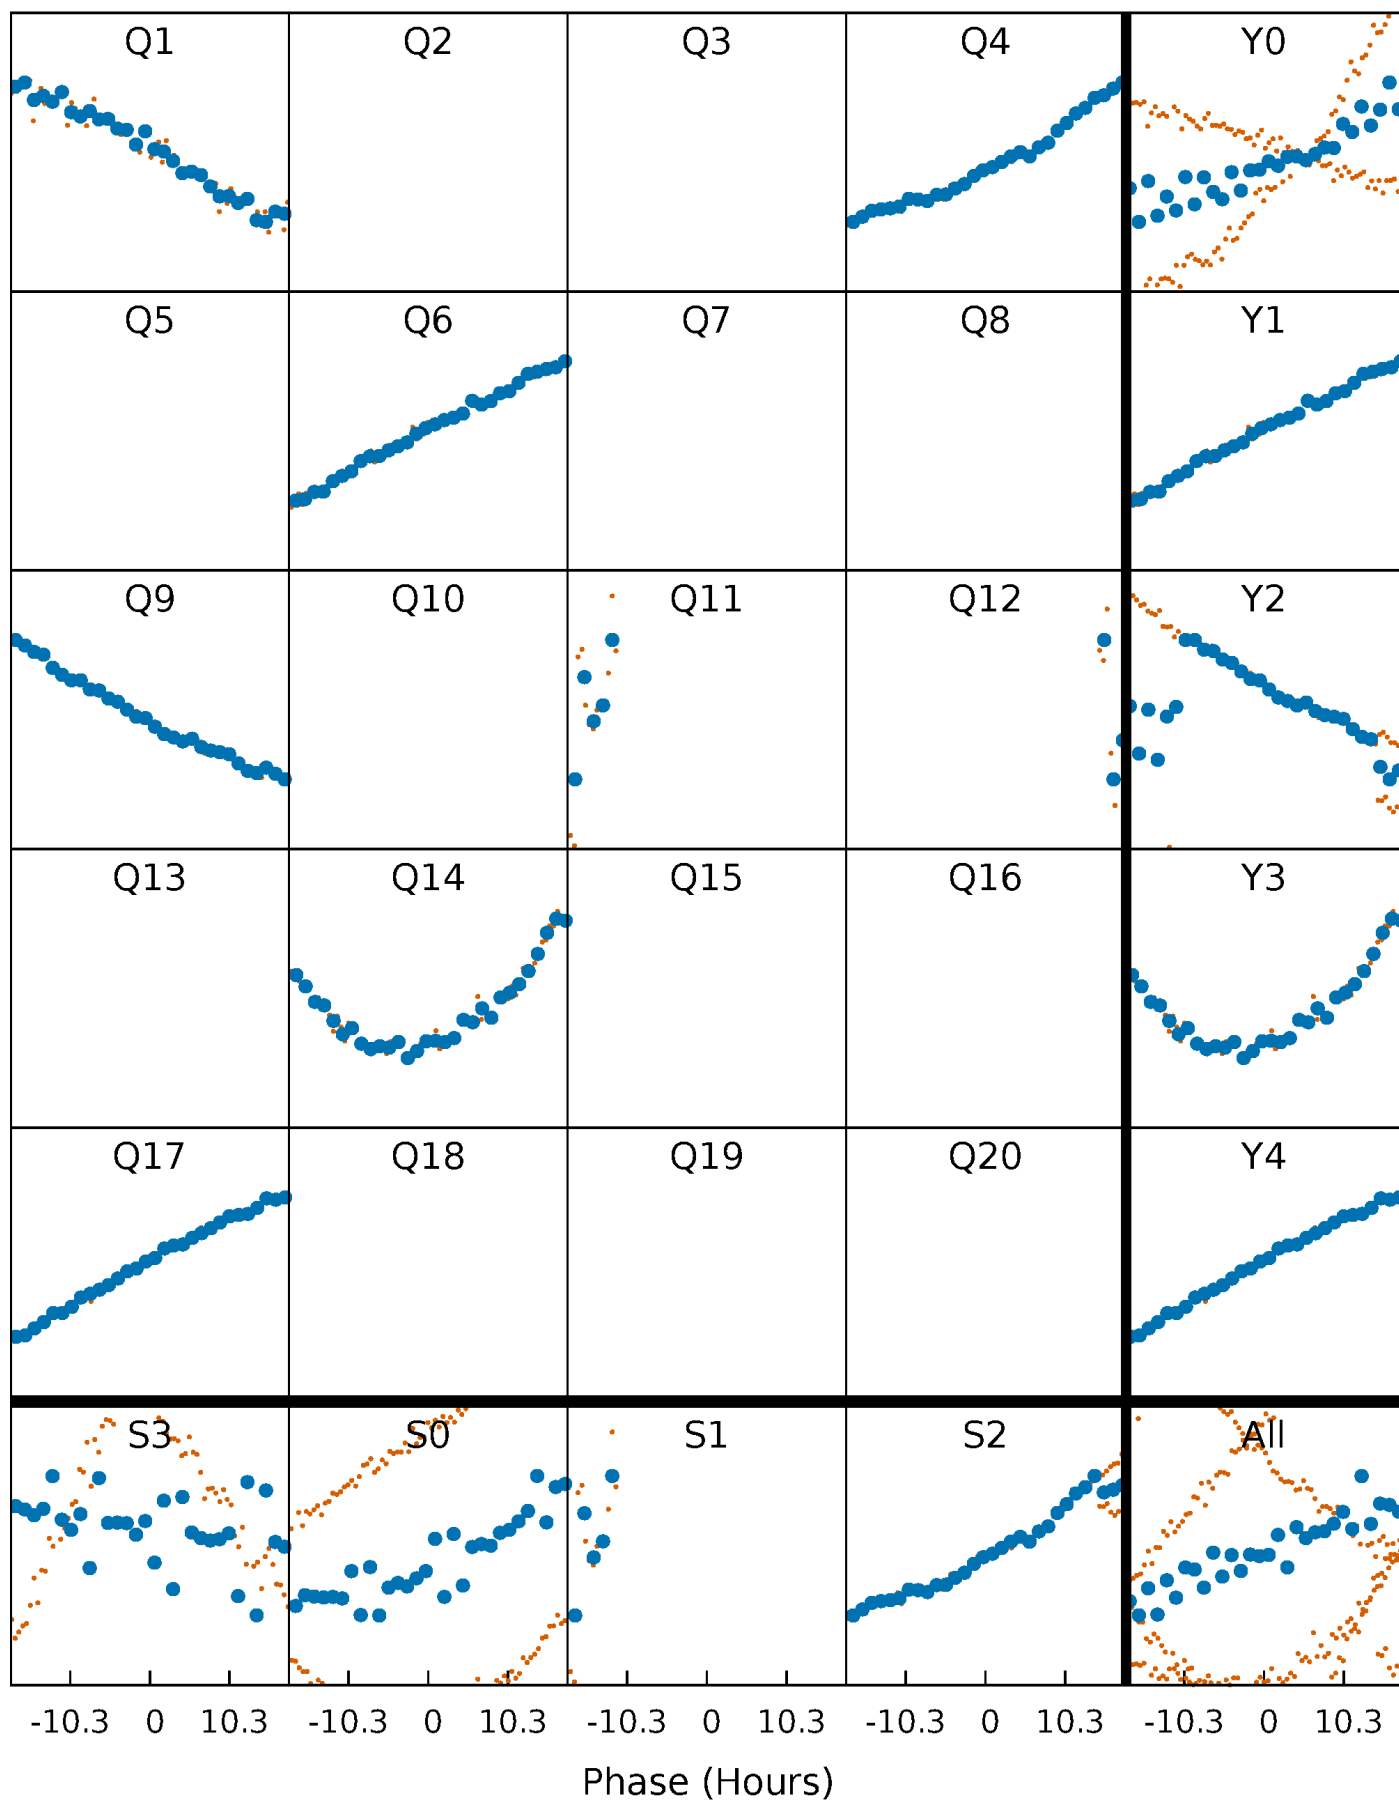 Q1 Q2 Q3 Q4 Y0
Q5 Q6 Q7 Q8 Y1
Q9 Q10 Q11 Q12 Y2
Q13 Q14 Q15 Q16 Y3
Q17 Q18 Q19 Q20 Y4
S3 S0 S1 S2 All
-10.3 0 10.3 -10.3 0 10.3 -10.3 0 10.3 -10.3 0 10.3 -10.3 0 10.3
Phase (Hours)